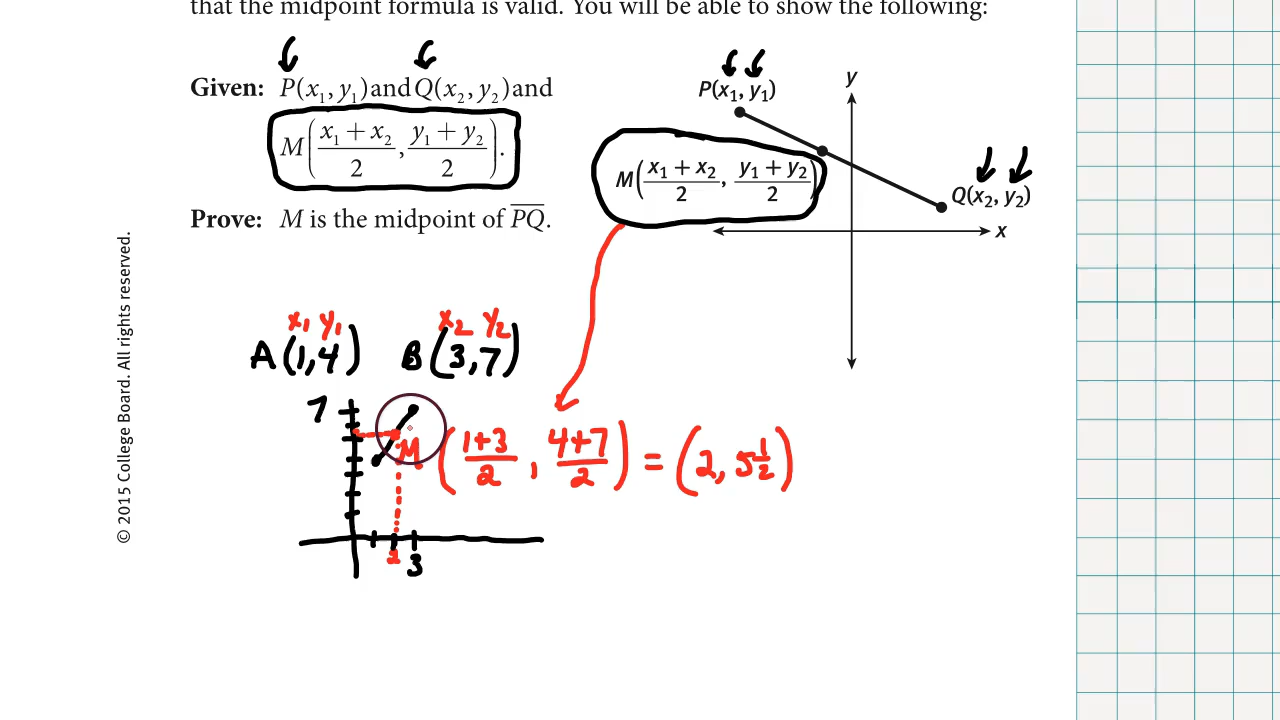 that the midpoint formula is valid. You will be able to show the following:
Given: P(x₁, y₁) and Q(x₂, y₂) and
M((x₁ + x₂)/2, (y₁ + y₂)/2).
Prove: M is the midpoint of P̅Q̅.
y
P(x₁, y₁)
M((x₁ + x₂)/2, (y₁ + y₂)/2)
Q(x₂, y₂)
x
© 2015 College Board. All rights reserved.
x₁ y₁ x₂ y₂
A(1,4) B(3,7)
7
M ((1+3)/2, (4+7)/2) = (2, 5 1/2)
2 3